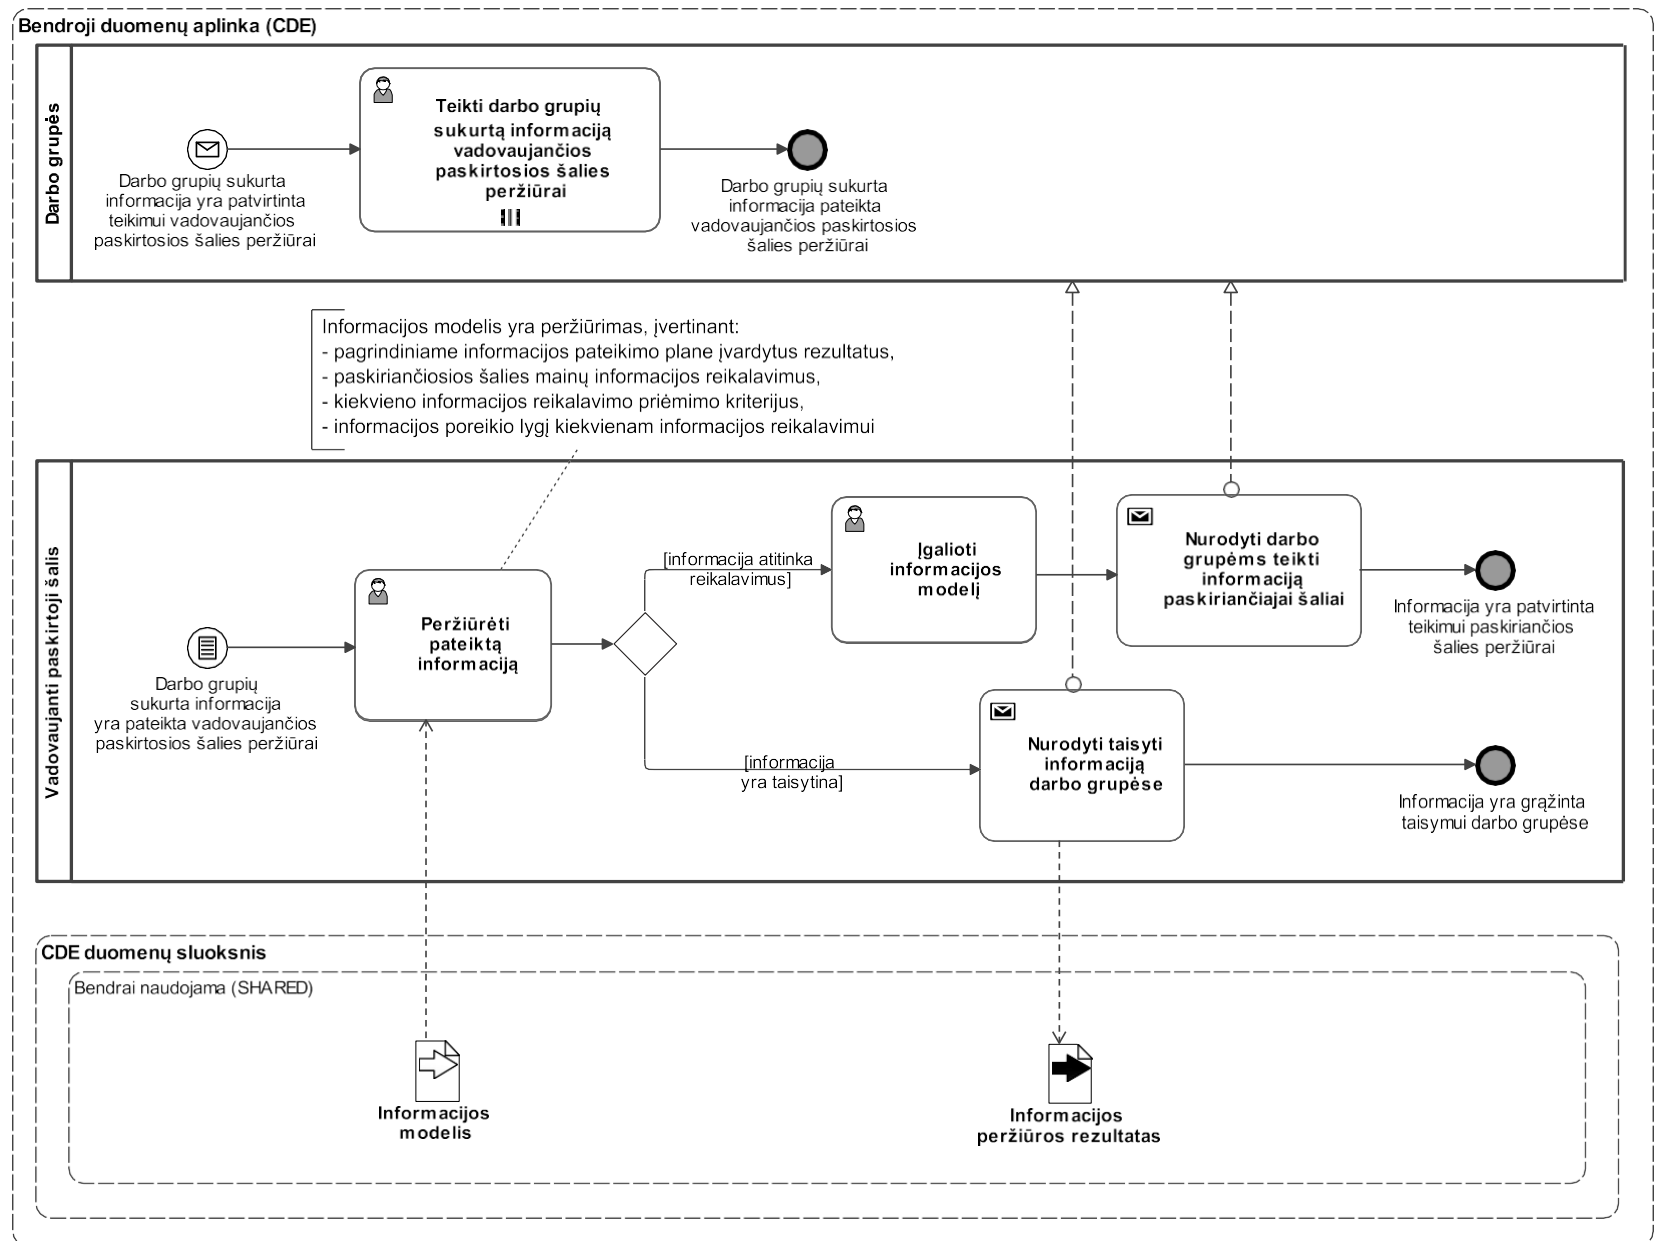 Bendroji duomenų aplinka (CDE)
Darbo grupės
Teikti darbo grupių
sukurtą informaciją
vadovaujančios
paskirtosios šalies
peržiūrai
Darbo grupių sukurta
informacija yra patvirtinta
teikimui vadovaujančios
paskirtosios šalies peržiūrai
Darbo grupių sukurta
informacija pateikta
vadovaujančios paskirtosios
šalies peržiūrai
Informacijos modelis yra peržiūrimas, įvertinant:
- pagrindiniame informacijos pateikimo plane įvardytus rezultatus,
- paskiriančiosios šalies mainų informacijos reikalavimus,
- kiekvieno informacijos reikalavimo priėmimo kriterijus,
- informacijos poreikio lygį kiekvienam informacijos reikalavimui
Vadovaujanti paskirtoji šalis
Darbo grupių
sukurta informacija
yra pateikta vadovaujančios
paskirtosios šalies peržiūrai
Peržiūrėti
pateiktą
informaciją
[informacija atitinka
reikalavimus]
Įgalioti
informacijos
modelį
Nurodyti darbo
grupėms teikti
informaciją
paskiriančiajai šaliai
Informacija yra patvirtinta
teikimui paskiriančios
šalies peržiūrai
[informacija
yra taisytina]
Nurodyti taisyti
informaciją
darbo grupėse
Informacija yra grąžinta
taisymui darbo grupėse
CDE duomenų sluoksnis
Bendrai naudojama (SHARED)
Informacijos
modelis
Informacijos
peržiūros rezultatas